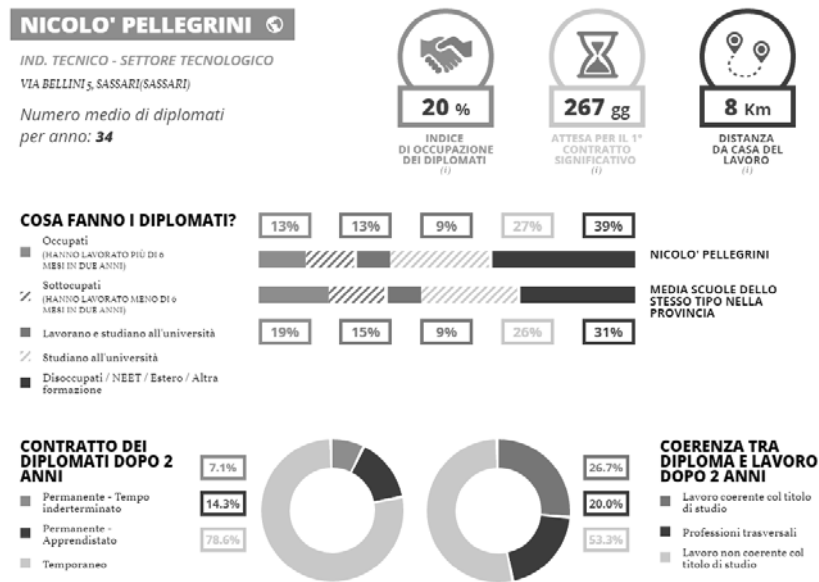 NICOLO' PELLEGRINI
IND. TECNICO - SETTORE TECNOLOGICO
VIA BELLINI 5, SASSARI(SASSARI)
Numero medio di diplomati
per anno: 34
20 %
INDICE
DI OCCUPAZIONE
DEI DIPLOMATI
(i)
267 gg
ATTESA PER IL 1°
CONTRATTO
SIGNIFICATIVO
(i)
8 Km
DISTANZA
DA CASA DEL
LAVORO
(i)
COSA FANNO I DIPLOMATI?
Occupati
(HANNO LAVORATO PIÙ DI 6
MESI IN DUE ANNI)
Sottocupati
(HANNO LAVORATO MENO DI 6
MESI IN DUE ANNI)
Lavorano e studiano all'università
Studiano all'università
Disoccupati / NEET / Estero / Altra
formazione
13% 13% 9% 27% 39%
NICOLO' PELLEGRINI
MEDIA SCUOLE DELLO
STESSO TIPO NELLA
PROVINCIA
19% 15% 9% 26% 31%
CONTRATTO DEI
DIPLOMATI DOPO 2
ANNI
Permanente - Tempo
indeterminato
Permanente -
Apprendistato
Temporaneo
7.1%
14.3%
78.6%
26.7%
20.0%
53.3%
COERENZA TRA
DIPLOMA E LAVORO
DOPO 2 ANNI
Lavoro coerente col titolo
di studio
Professioni trasversali
Lavoro non coerente col
titolo di studio